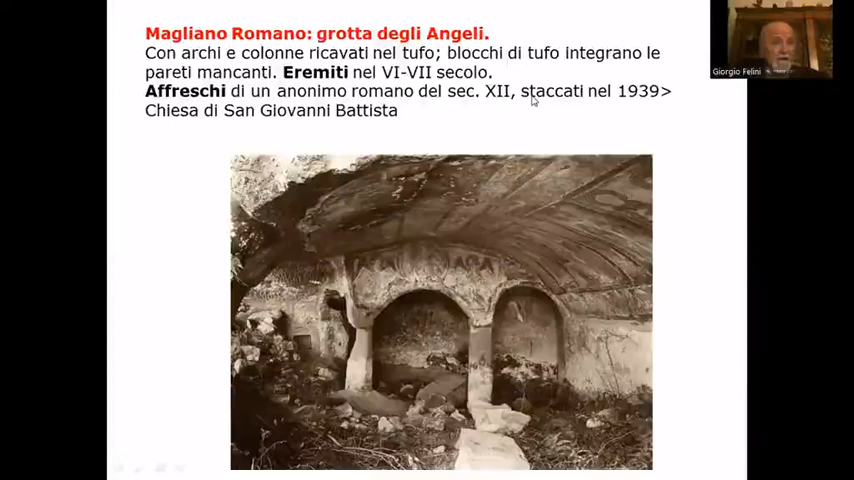 Magliano Romano: grotta degli Angeli.
Con archi e colonne ricavati nel tufo; blocchi di tufo integrano le
pareti mancanti. Eremiti nel VI-VII secolo.
Affreschi di un anonimo romano del sec. XII, staccati nel 1939>
Chiesa di San Giovanni Battista
Giorgio Felini